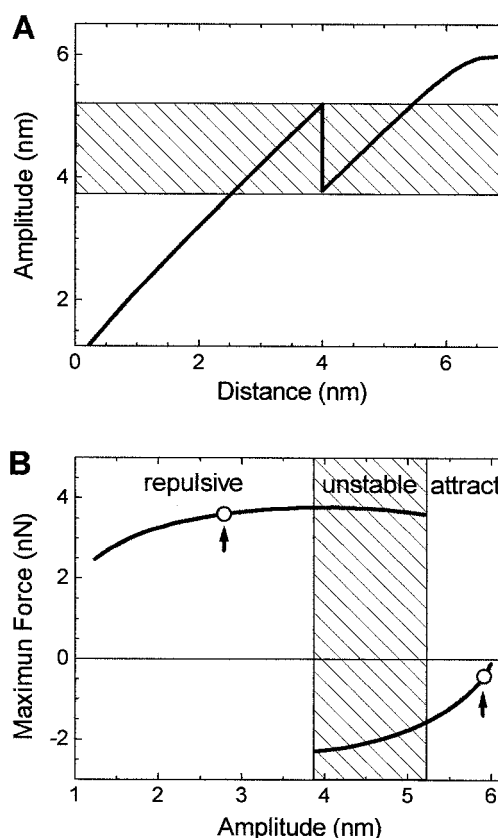 A
6
4
2
0
2
4
6
Amplitude (nm)
Distance (nm)
B
repulsive
unstable
attract
4
2
0
-2
1
2
3
4
5
6
Maximun Force (nN)
Amplitude (nm)